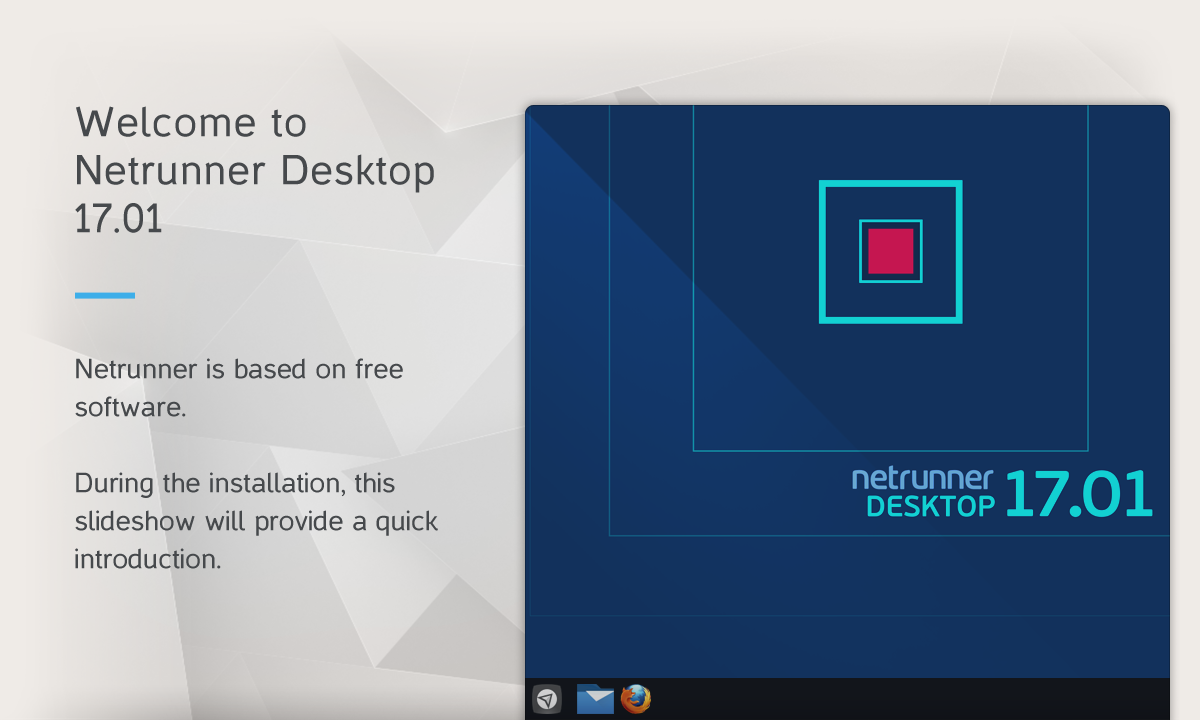 Welcome to
Netrunner Desktop
17.01
Netrunner is based on free
software.
During the installation, this
slideshow will provide a quick
introduction.
netrunner
DESKTOP 17.01